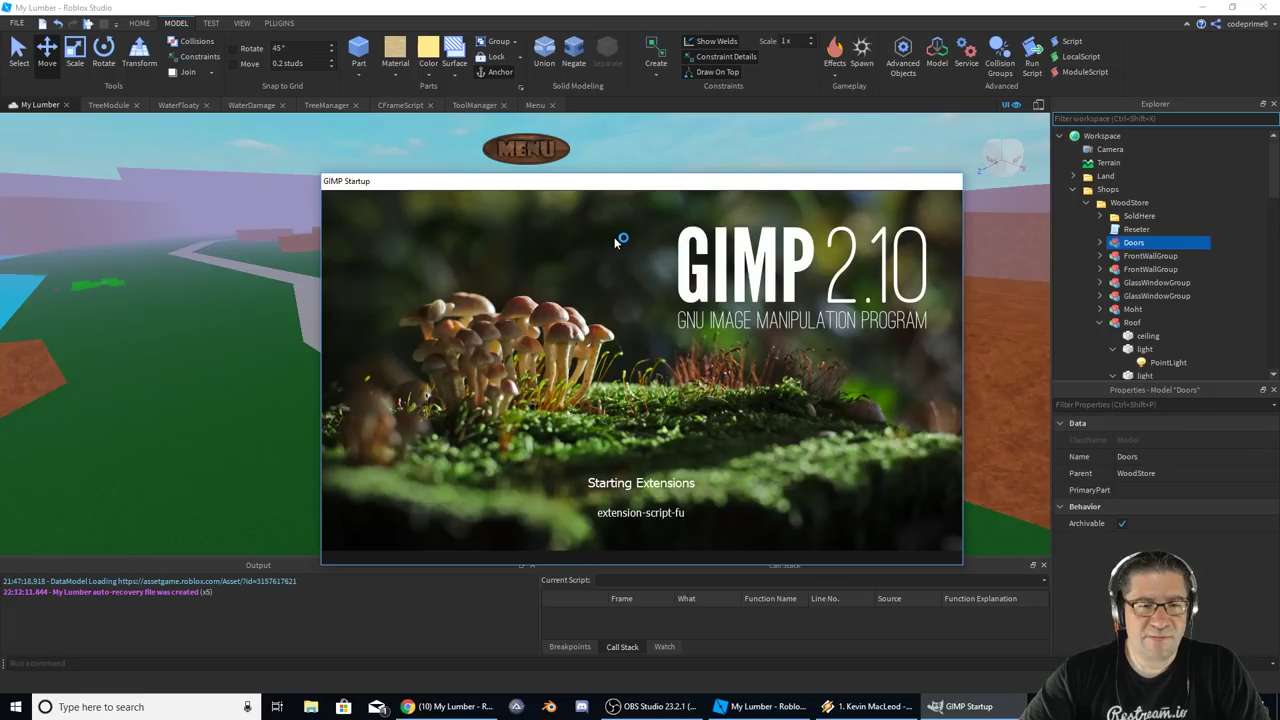 My Lumber - Roblox Studio
FILE HOME MODEL TEST VIEW PLUGINS codeprime8
Select Move Scale Rotate Transform
Collisions
Constraints
Join
Tools
Rotate 45°
Move 0.2 studs
Snap to Grid
Part Material Color Surface
Group
Lock
Anchor
Parts
Union Negate Separate
Solid Modeling
Create
Show Welds Scale 1 x
Constraint Details
Draw On Top
Constraints
Effects Spawn
Gameplay
Advanced Objects Model Service Collision Groups Run Script
Script
LocalScript
ModuleScript
Advanced
My Lumber TreeModule WaterFloaty WaterDamage TreeManager CFrameScript ToolManager Menu UI
MENU
GIMP Startup
GIMP 2.10
GNU IMAGE MANIPULATION PROGRAM
Starting Extensions
extension-script-fu
Explorer
Filter workspace (Ctrl+Shift+X)
Workspace
Camera
Terrain
Land
Shops
WoodStore
SoldHere
Reseter
Doors
FrontWallGroup
FrontWallGroup
GlassWindowGroup
GlassWindowGroup
Moht
Roof
ceiling
light
PointLight
light
Properties - Model "Doors"
Filter Properties (Ctrl+Shift+P)
Data
ClassName Model
Name Doors
Parent WoodStore
PrimaryPart
Behavior
Archivable
Output
21:47:18.918 - DataModel Loading https://assetgame.roblox.com/Asset/?id=3157617621
22:12:11.644 - My Lumber auto-recovery file was created (x5)
Call Stack
Current Script:
Frame What Function Name Line No. Source Function Explanation
Breakpoints Call Stack Watch
Run a command
Restream.io
Type here to search
(10) My Lumber - R...
OBS Studio 23.2.1 (...
My Lumber - Roblo...
1. Kevin MacLeod - ...
GIMP Startup